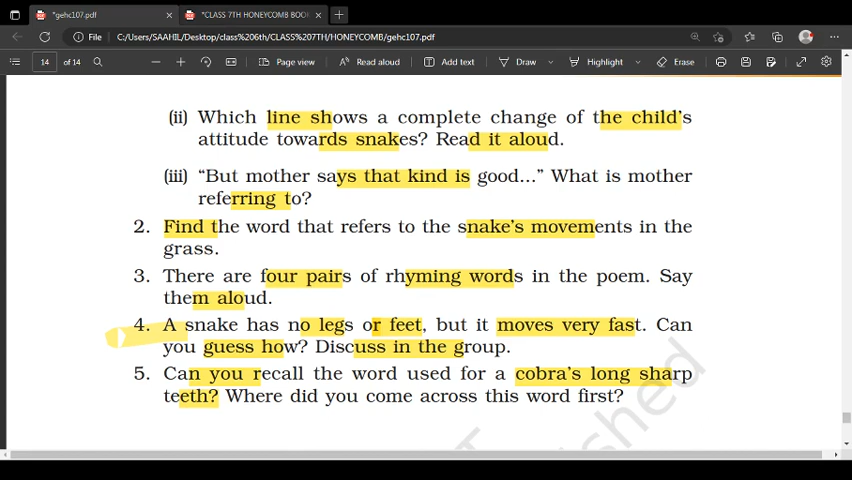 *gehc107.pdf
*CLASS 7TH HONEYCOMB BOO
File C:/Users/SAAHIL/Desktop/class%206th/CLASS%207TH/HONEYCOMB/gehc107.pdf
14 of 14 Page view Read aloud Add text Draw Highlight Erase
(ii) Which line shows a complete change of the child's
attitude towards snakes? Read it aloud.
(iii) “But mother says that kind is good...” What is mother
referring to?
2. Find the word that refers to the snake's movements in the
grass.
3. There are four pairs of rhyming words in the poem. Say
them aloud.
4. A snake has no legs or feet, but it moves very fast. Can
you guess how? Discuss in the group.
5. Can you recall the word used for a cobra's long sharp
teeth? Where did you come across this word first?